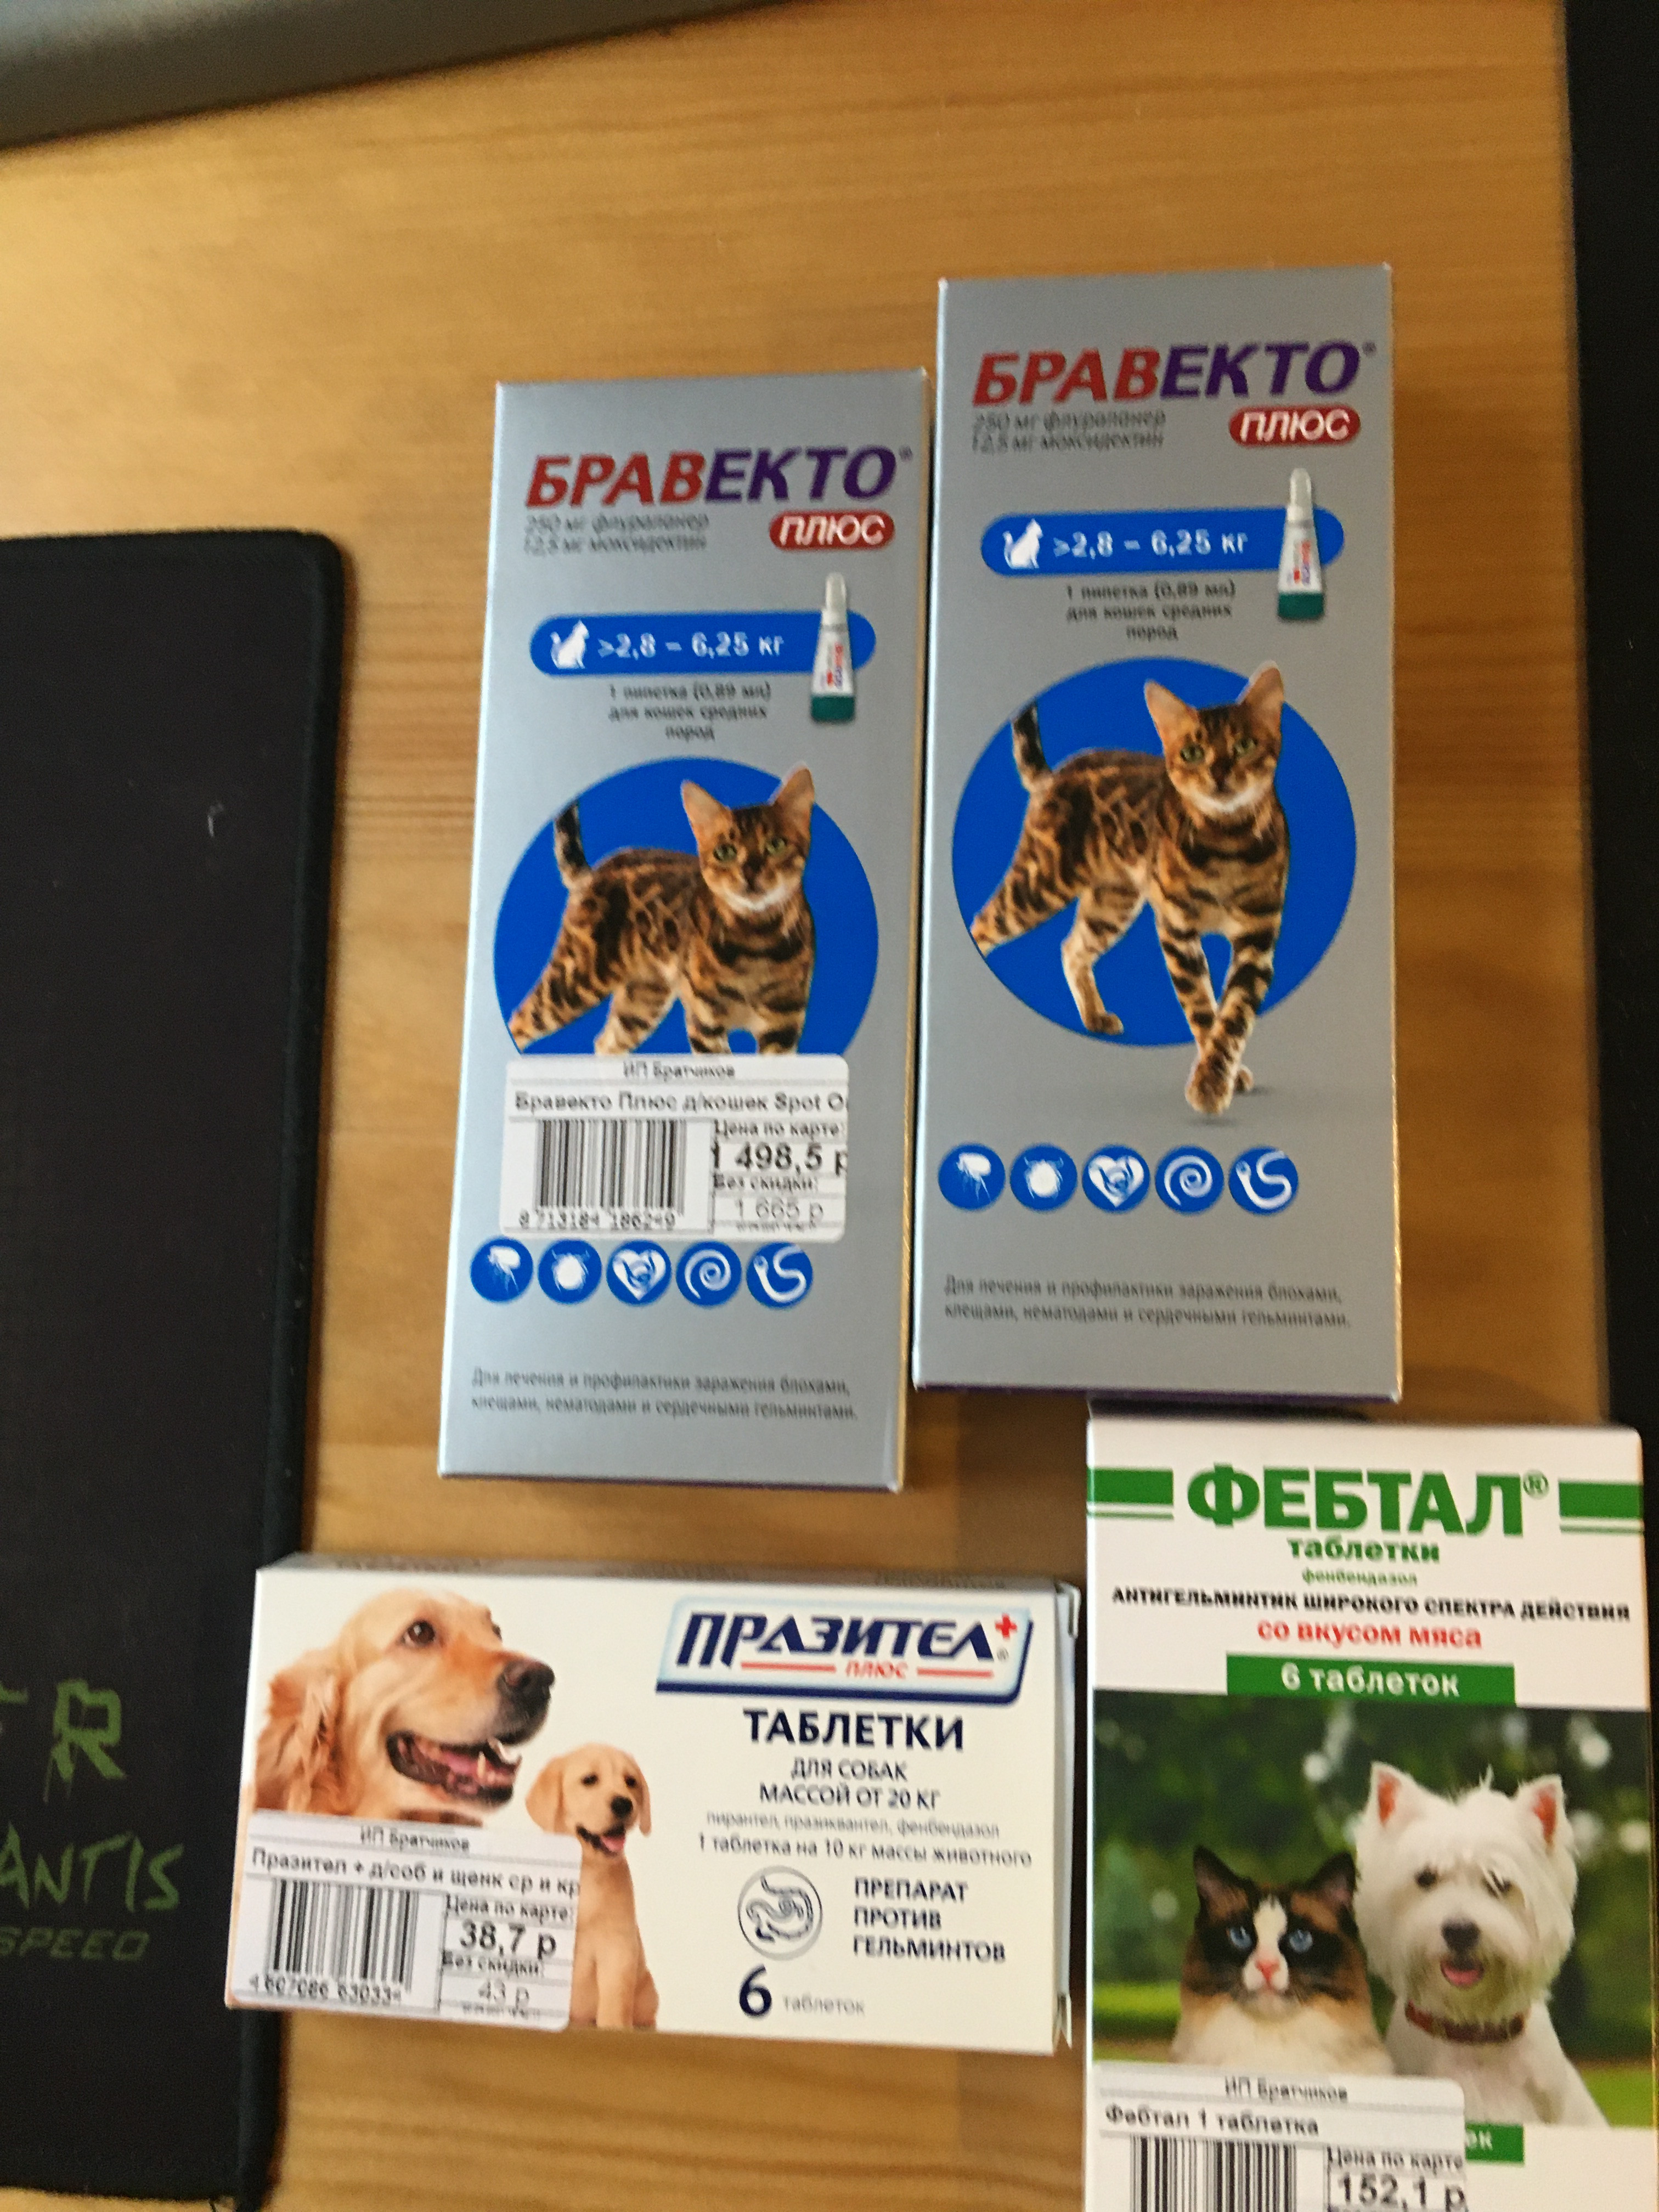 БРАВЕКТО®
250 мг флураланер
12,5 мг моксидектин
ПЛЮС
>2,8 – 6,25 кг
1 пипетка (0,89 мл)
для кошек средних
пород
ИП Братчиков
Бравекто Плюс д/кошек Spot O
Цена по карте:
1 498,5 р
Без скидки:
1 665 р
8 713184 186249
Для лечения и профилактики заражения блохами,
клещами, нематодами и сердечными гельминтами.
БРАВЕКТО®
250 мг флураланер
12,5 мг моксидектин
ПЛЮС
>2,8 – 6,25 кг
1 пипетка (0,89 мл)
для кошек средних
пород
Для лечения и профилактики заражения блохами,
клещами, нематодами и сердечными гельминтами.
ПРАЗИТЕЛ+®
ПЛЮС
ТАБЛЕТКИ
ДЛЯ СОБАК
МАССОЙ ОТ 20 КГ
пирантел, празиквантел, фенбендазол
1 таблетка на 10 кг массы животного
ПРЕПАРАТ
ПРОТИВ
ГЕЛЬМИНТОВ
6 таблеток
ИП Братчиков
Празител + д/соб и щенк ср и кр
Цена по карте:
38,7 р
Без скидки:
43 р
ФЕБТАЛ®
таблетки
фенбендазол
АНТИГЕЛЬМИНТИК ШИРОКОГО СПЕКТРА ДЕЙСТВИЯ
СО ВКУСОМ МЯСА
6 таблеток
ИП Братчиков
Фебтал 1 таблетка
Цена по карте
152,1 р
ER
ANTIS
SPEED